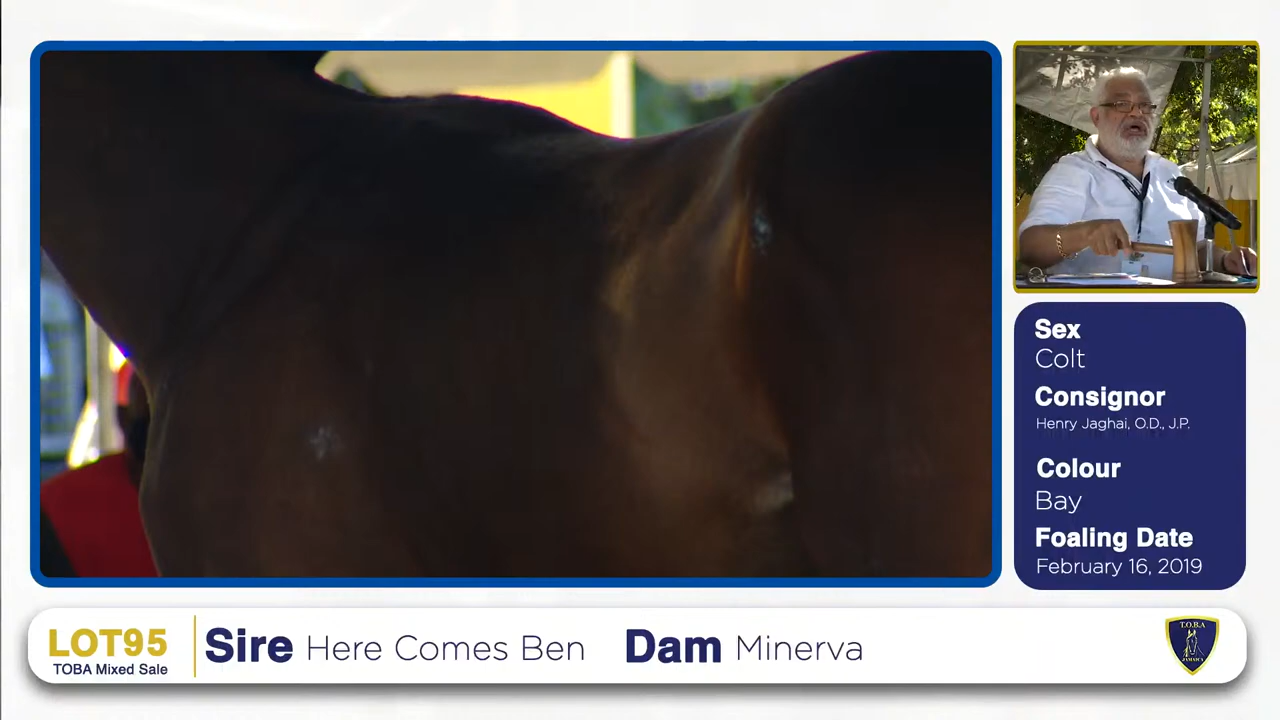 Sex
Colt
Consignor
Henry Jaghai, O.D., J.P.
Colour
Bay
Foaling Date
February 16, 2019
LOT95
TOBA Mixed Sale
Sire Here Comes Ben Dam Minerva
T.O.B.A
JAMAICA